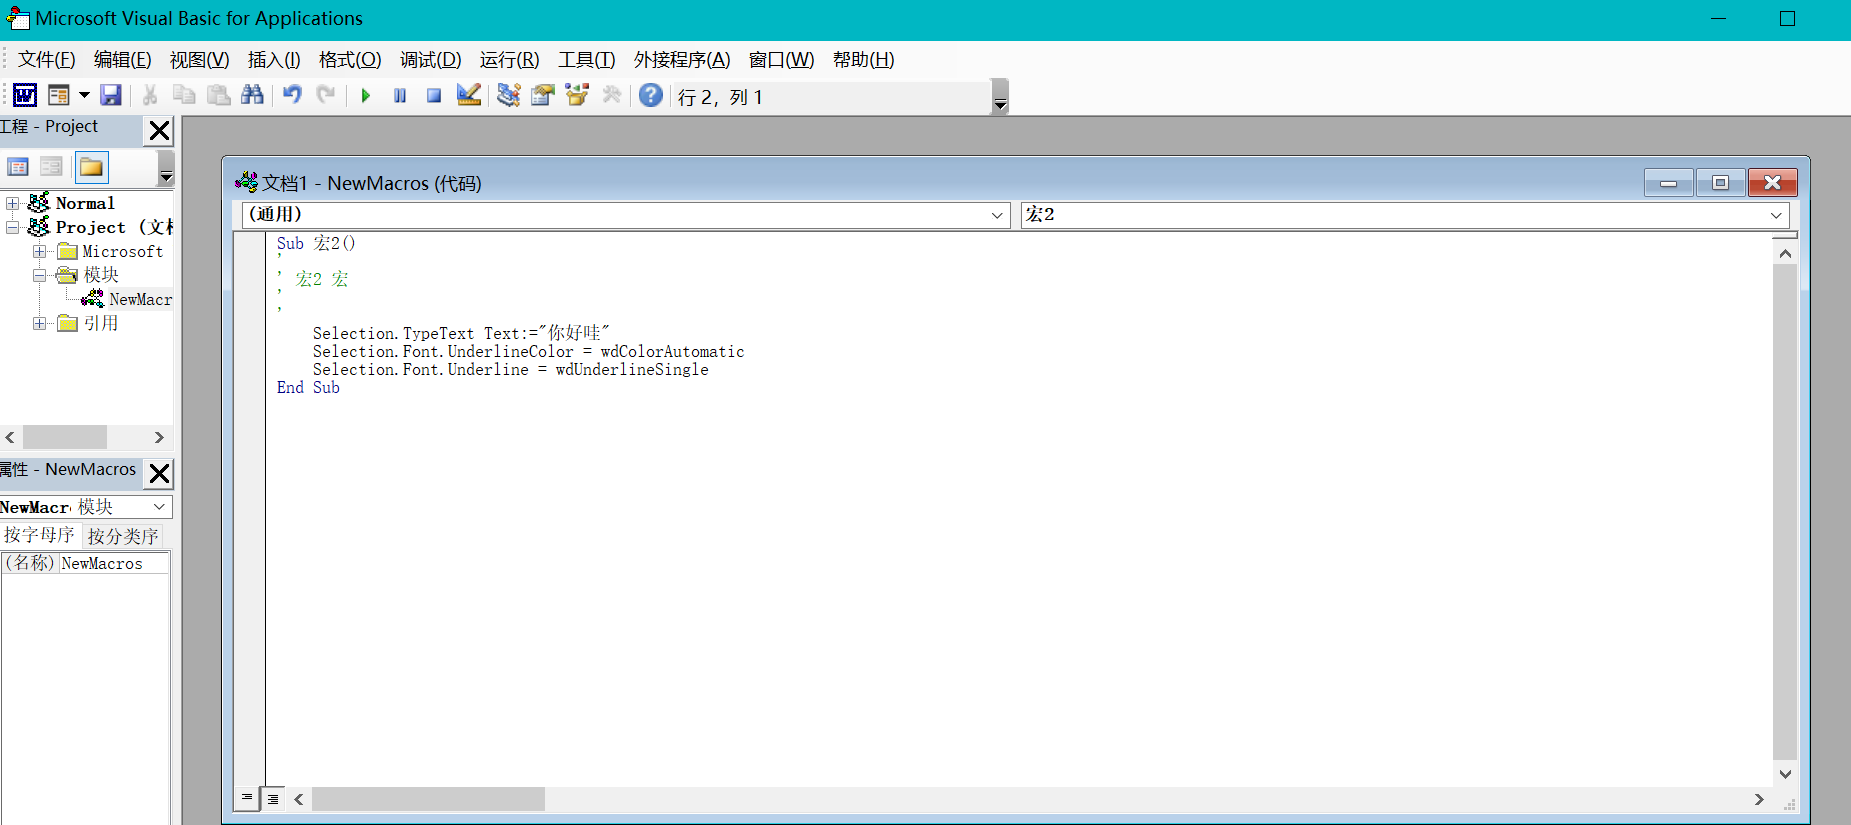 Microsoft Visual Basic for Applications
文件(F) 编辑(E) 视图(V) 插入(I) 格式(O) 调试(D) 运行(R) 工具(T) 外接程序(A) 窗口(W) 帮助(H)
行 2，列 1
工程 - Project
Normal
Project (文档
Microsoft
模块
NewMacr
引用
属性 - NewMacros
NewMacr 模块
按字母序 按分类序
(名称) NewMacros
文档1 - NewMacros (代码)
(通用) 宏2
Sub 宏2()
'
' 宏2 宏
'
'
Selection.TypeText Text:="你好哇"
Selection.Font.UnderlineColor = wdColorAutomatic
Selection.Font.Underline = wdUnderlineSingle
End Sub